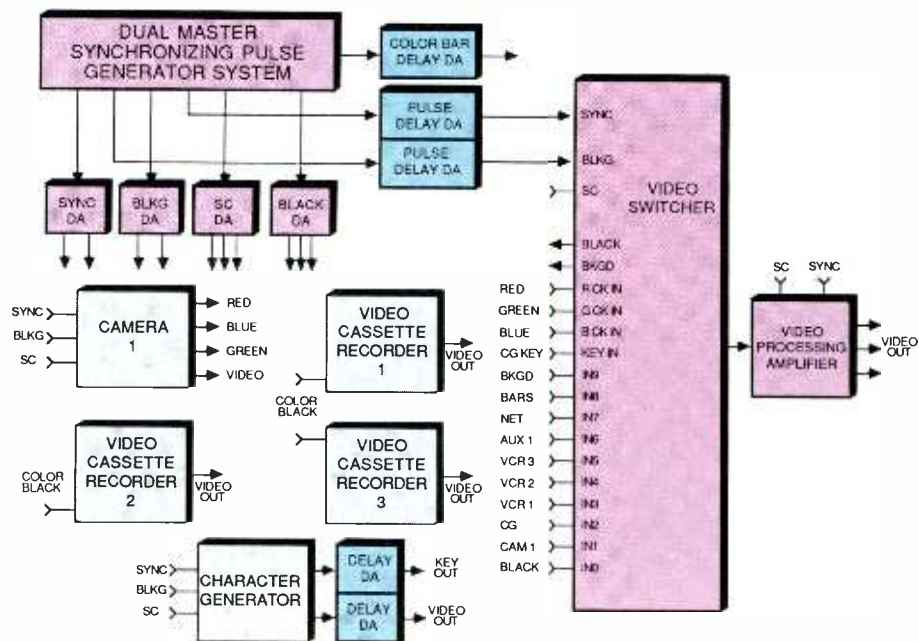 DUAL MASTER
SYNCHRONIZING PULSE
GENERATOR SYSTEM
COLOR BAR
DELAY DA
PULSE
DELAY DA
PULSE
DELAY DA
SYNC
DA
BLKG
DA
SC
DA
BLACK
DA
SYNC
BLKG
SC
VIDEO
SWITCHER
BLACK
BKGD
RED R CK IN
GREEN G CK IN
BLUE B CK IN
CG KEY KEY IN
BKGD IN9
BARS IN8
NET IN7
AUX 1 IN6
VCR 3 IN5
VCR 2 IN4
VCR 1 IN3
CG IN2
CAM 1 IN1
BLACK IN0
SC SYNC
VIDEO
PROCESSING
AMPLIFIER
VIDEO
OUT
SYNC
BLKG
SC
CAMERA
1
RED
BLUE
GREEN
VIDEO
VIDEO
CASSETTE
RECORDER
1
VIDEO
OUT
COLOR
BLACK
COLOR
BLACK
VIDEO
CASSETTE
RECORDER
2
VIDEO
OUT
VIDEO
CASSETTE
RECORDER
3
VIDEO
OUT
SYNC
BLKG
SC
CHARACTER
GENERATOR
DELAY
DA
KEY
OUT
DELAY
DA
VIDEO
OUT